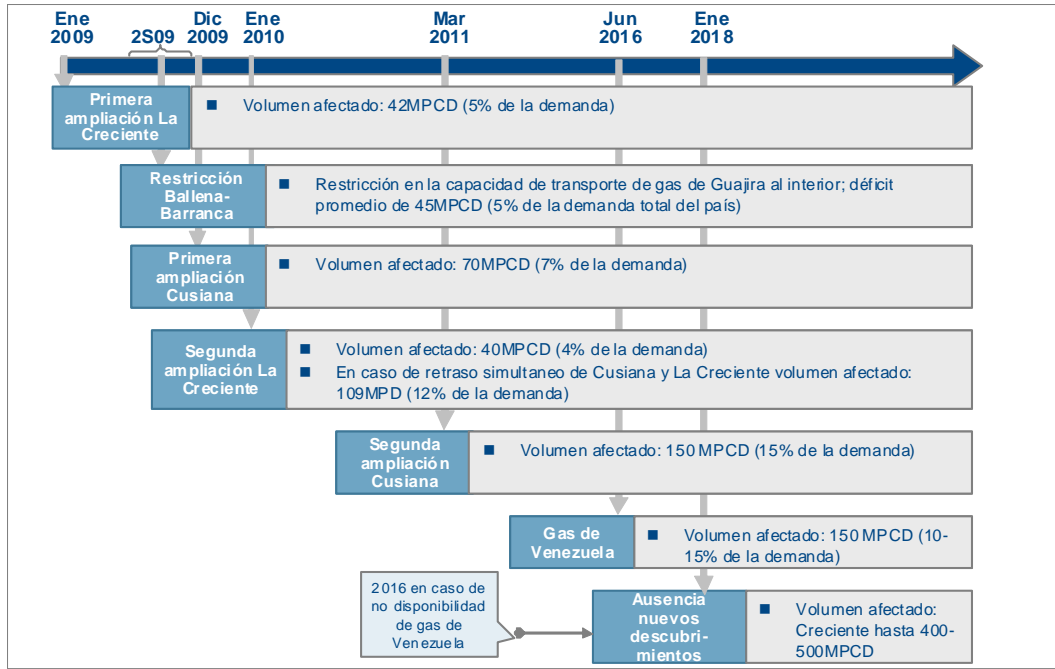 Ene 2009
2S09
Dic 2009
Ene 2010
Mar 2011
Jun 2016
Ene 2018
Primera
ampliación La
Creciente
Volumen afectado: 42MPCD (5% de la demanda)
Restricción
Ballena-
Barranca
Restricción en la capacidad de transporte de gas de Guajira al interior; déficit
promedio de 45MPCD (5% de la demanda total del país)
Primera
ampliación
Cusiana
Volumen afectado: 70MPCD (7% de la demanda)
Segunda
ampliación La
Creciente
Volumen afectado: 40MPCD (4% de la demanda)
En caso de retraso simultaneo de Cusiana y La Creciente volumen afectado:
109MPD (12% de la demanda)
Segunda
ampliación
Cusiana
Volumen afectado: 150 MPCD (15% de la demanda)
Gas de
Venezuela
Volumen afectado: 150 MPCD (10-
15% de la demanda)
2016 en caso de
no disponibilidad
de gas de
Venezuela
Ausencia
nuevos
descubri-
mientos
Volumen afectado:
Creciente hasta 400-
500MPCD